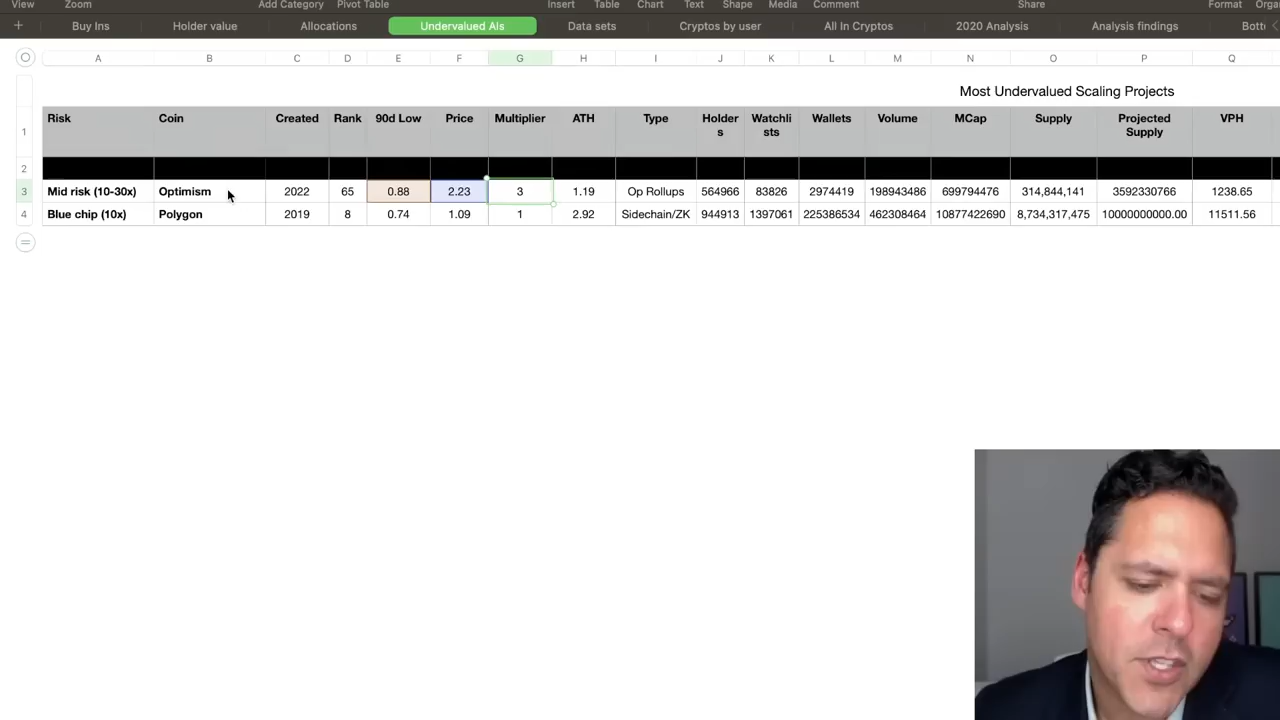 View Zoom Add Category Pivot Table Insert Table Chart Text Shape Media Comment Share Format
+ Buy Ins Holder value Allocations Undervalued AIs Data sets Cryptos by user All In Cryptos 2020 Analysis Analysis findings
A B C D E F G H I J K L M N O P Q
Most Undervalued Scaling Projects
1 Risk Coin Created Rank 90d Low Price Multiplier ATH Type Holders Watchlists Wallets Volume MCap Supply Projected Supply VPH
2
3 Mid risk (10-30x) Optimism 2022 65 0.88 2.23 3 1.19 Op Rollups 564966 83826 2974419 198943486 699794476 314,844,141 3592330766 1238.65
4 Blue chip (10x) Polygon 2019 8 0.74 1.09 1 2.92 Sidechain/ZK 944913 1397061 225386534 462308464 10877422690 8,734,317,475 10000000000.00 11511.56